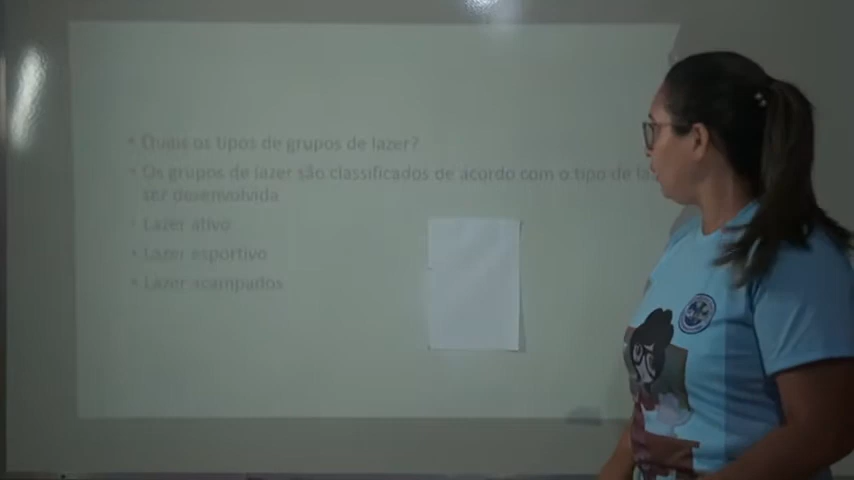 • Quais os tipos de grupos de lazer?
• Os grupos de lazer são classificados de acordo com o tipo de
ser desenvolvida
• Lazer ativo
• Lazer esportivo
• Lazer acampados